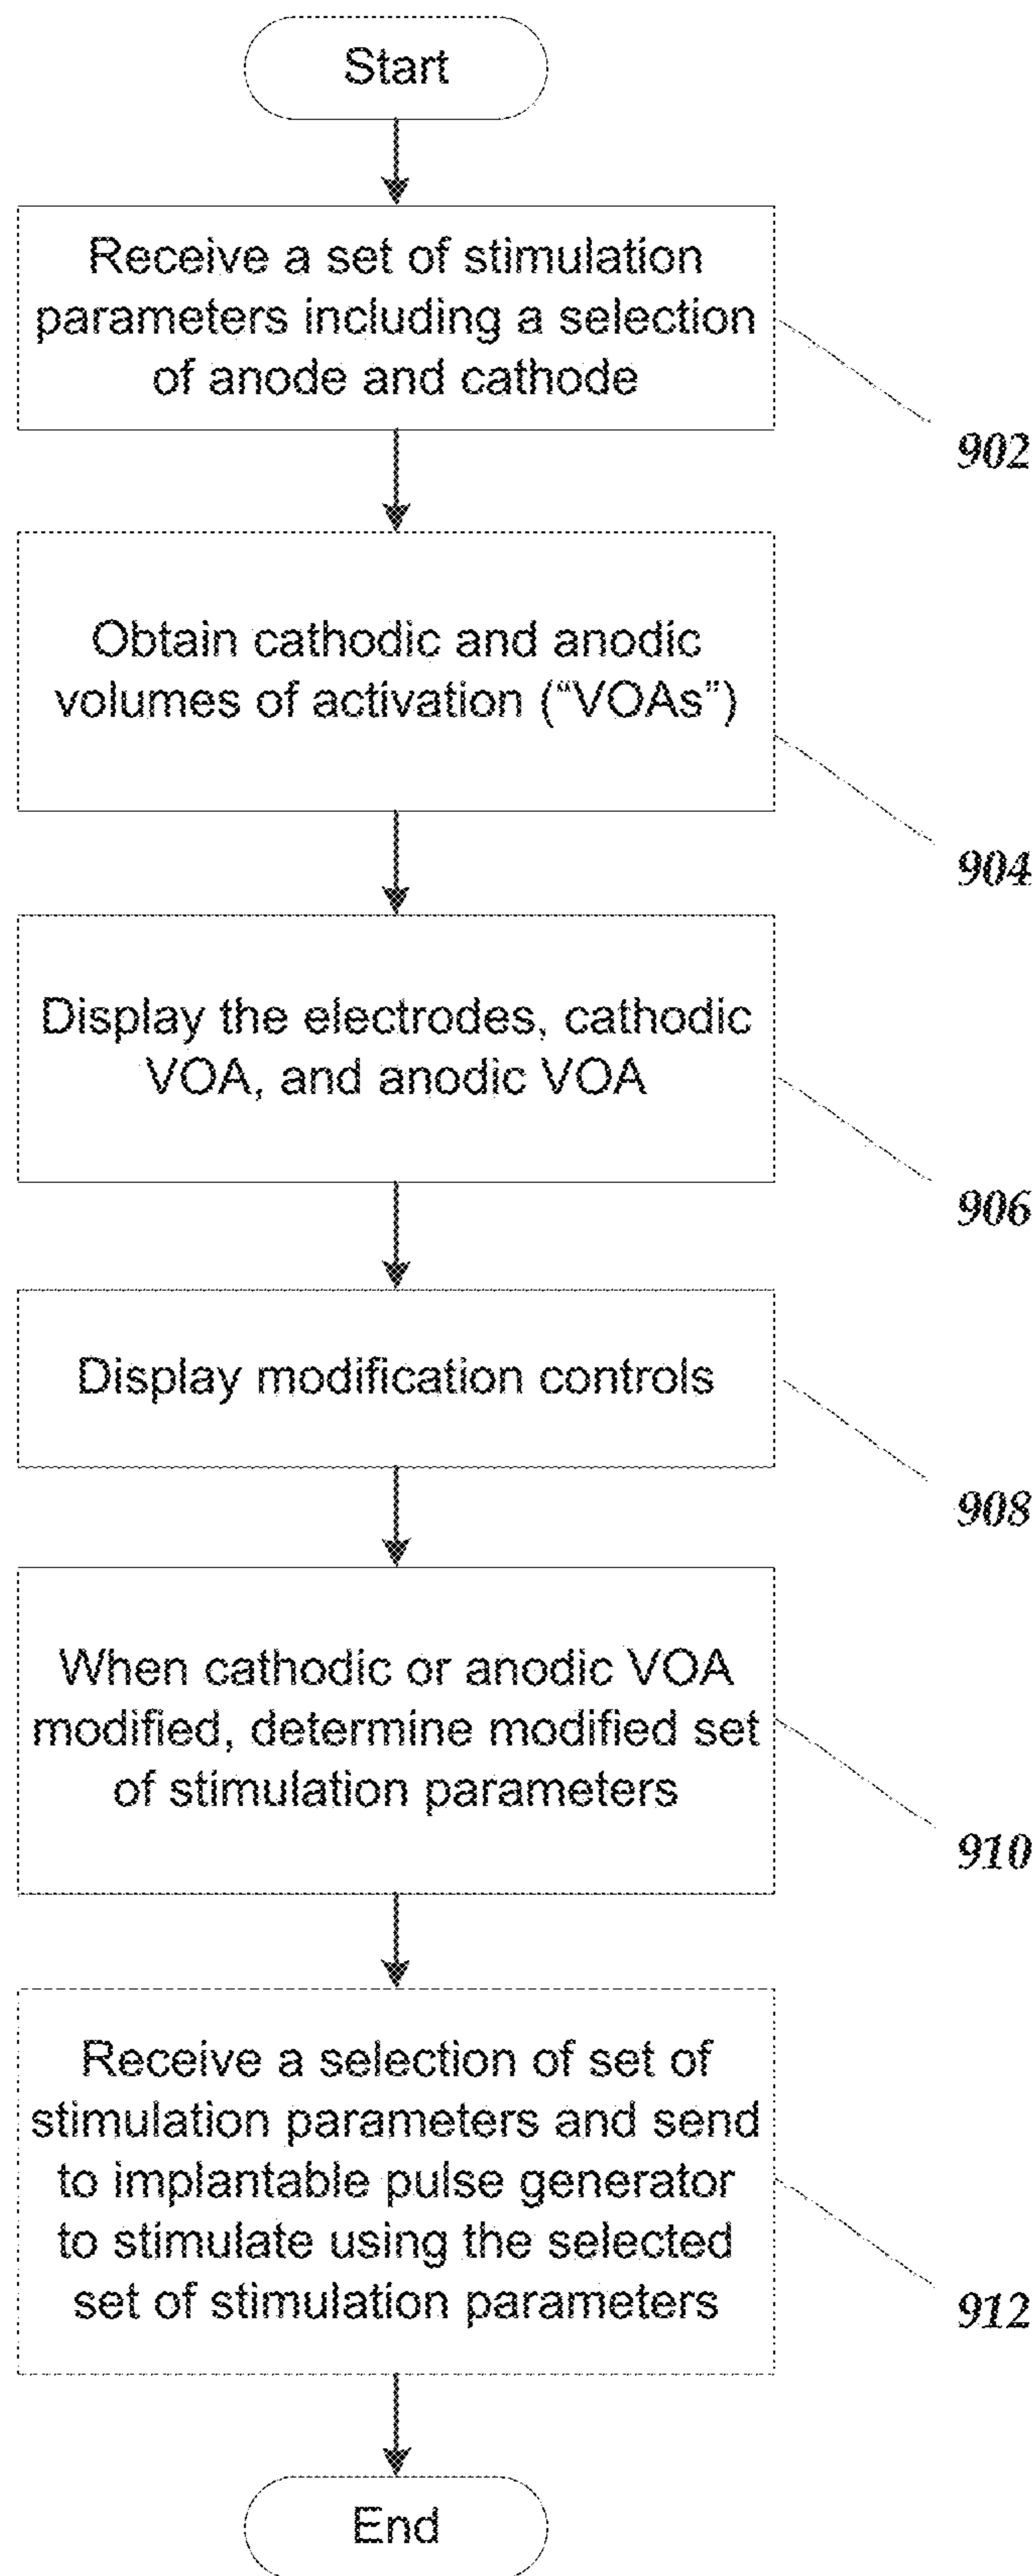 Start
Receive a set of stimulation
parameters including a selection
of anode and cathode
902
Obtain cathodic and anodic
volumes of activation (“VOAs”)
904
Display the electrodes, cathodic
VOA, and anodic VOA
906
Display modification controls
908
When cathodic or anodic VOA
modified, determine modified set
of stimulation parameters
910
Receive a selection of set of
stimulation parameters and send
to implantable pulse generator
to stimulate using the selected
set of stimulation parameters
912
End